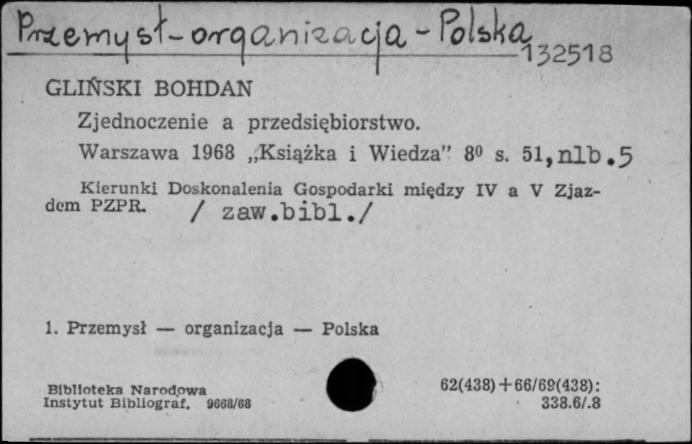 Przemysł-organizacja-Polska
132518
GLIŃSKI BOHDAN
Zjednoczenie a przedsiębiorstwo.
Warszawa 1968 „Książka i Wiedza" 8⁰ s. 51, nlb.5
Kierunki Doskonalenia Gospodarki między IV a V Zjaz-
dem PZPR. / zaw.bibl./
1. Przemysł — organizacja — Polska
Biblioteka Narodowa
Instytut Bibliograf. 9668/68
62(438)+66/69(438):
338.6/.8